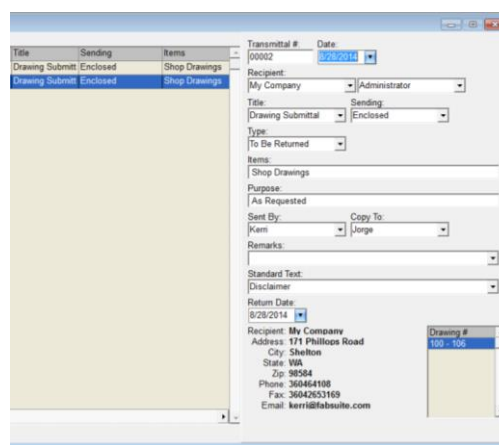 Title Sending Items
Drawing Submitt Enclosed Shop Drawings
Drawing Submitt Enclosed Shop Drawings
Transmittal #: Date:
00002 8/28/2014
Recipient:
My Company Administrator
Title: Sending:
Drawing Submittal Enclosed
Type:
To Be Returned
Items:
Shop Drawings
Purpose:
As Requested
Sent By: Copy To:
Kerri Jorge
Remarks:
Standard Text:
Disclaimer
Return Date:
8/28/2014
Recipient: My Company
Address: 171 Phillops Road
City: Shelton
State: WA
Zip: 98584
Phone: 360464108
Fax: 36042653169
Email: kerri@fabsuite.com
Drawing #
100 - 106